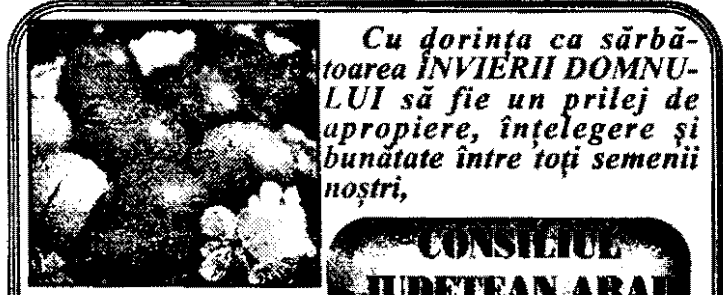 Cu dorința ca sărbă-
toarea INVIERII DOMNU-
LUI să fie un prilej de
apropiere, înțelegere și
bunătate între toți semenii
noștri,
CONSILIUL
JUDEȚEAN ARAD